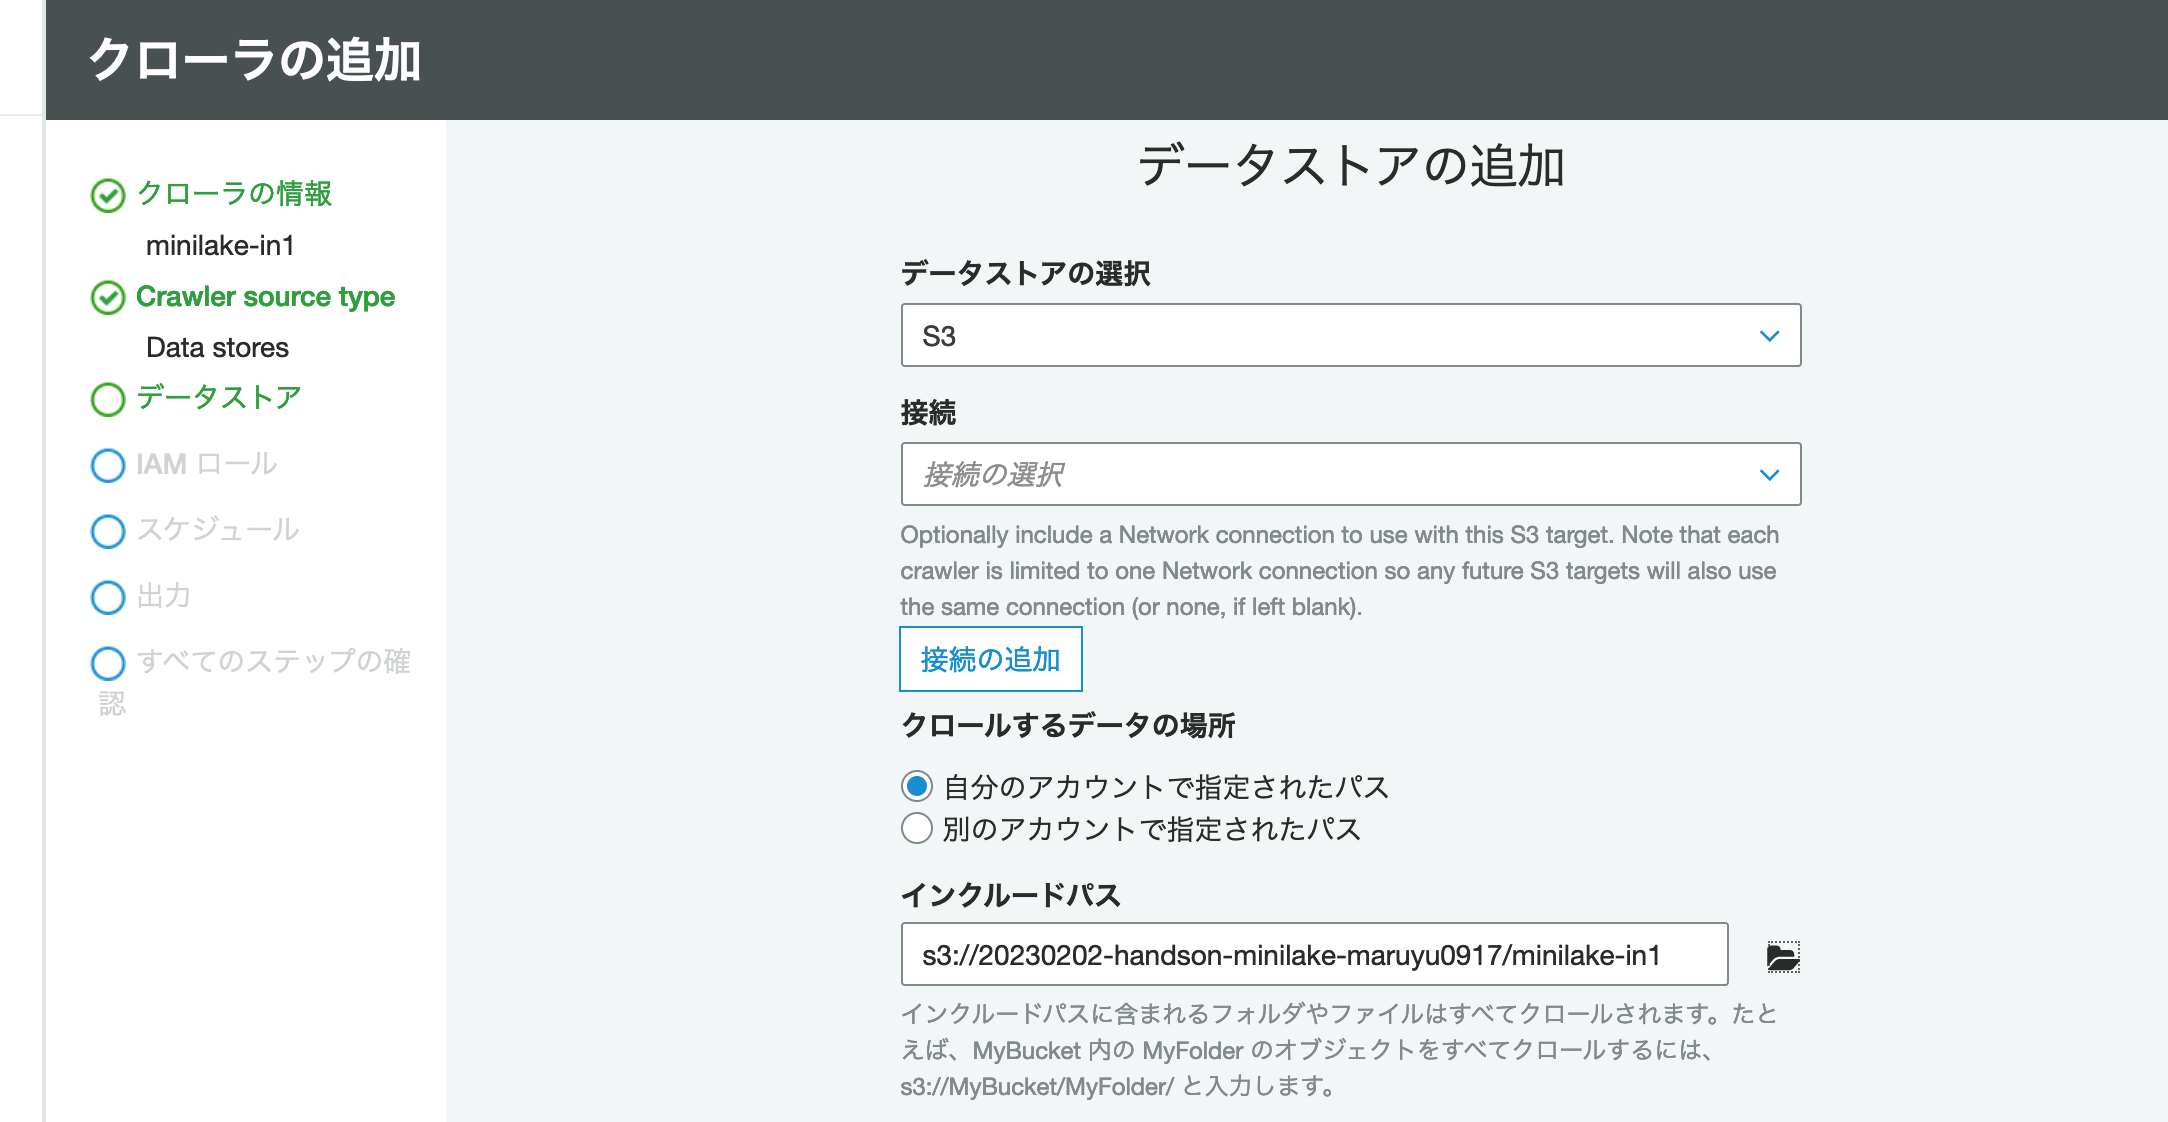 クローラの追加
クローラの情報
minilake-in1
Crawler source type
Data stores
データストア
IAM ロール
スケジュール
出力
すべてのステップの確
認
データストアの追加
データストアの選択
S3
接続
接続の選択
Optionally include a Network connection to use with this S3 target. Note that each
crawler is limited to one Network connection so any future S3 targets will also use
the same connection (or none, if left blank).
接続の追加
クロールするデータの場所
自分のアカウントで指定されたパス
別のアカウントで指定されたパス
インクルードパス
s3://20230202-handson-minilake-maruyu0917/minilake-in1
インクルードパスに含まれるフォルダやファイルはすべてクロールされます。たと
えば、MyBucket 内の MyFolder のオブジェクトをすべてクロールするには、
s3://MyBucket/MyFolder/ と入力します。